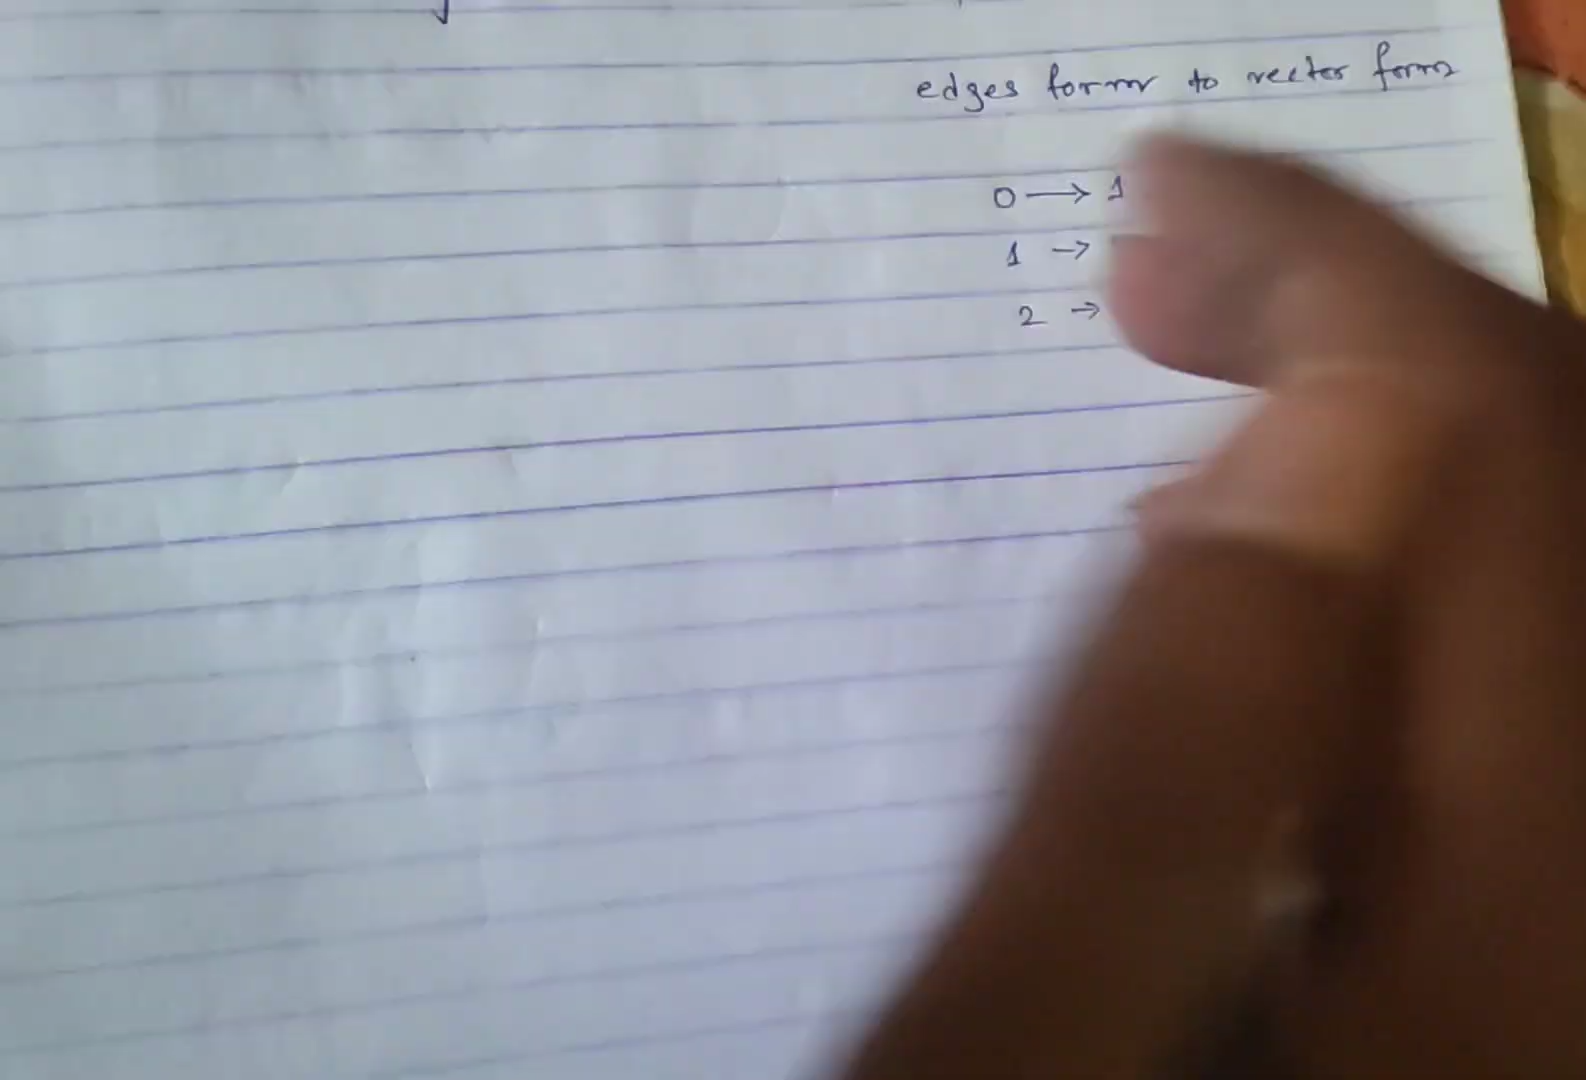 edges form to vector form
0 → 1
1 →
2 →